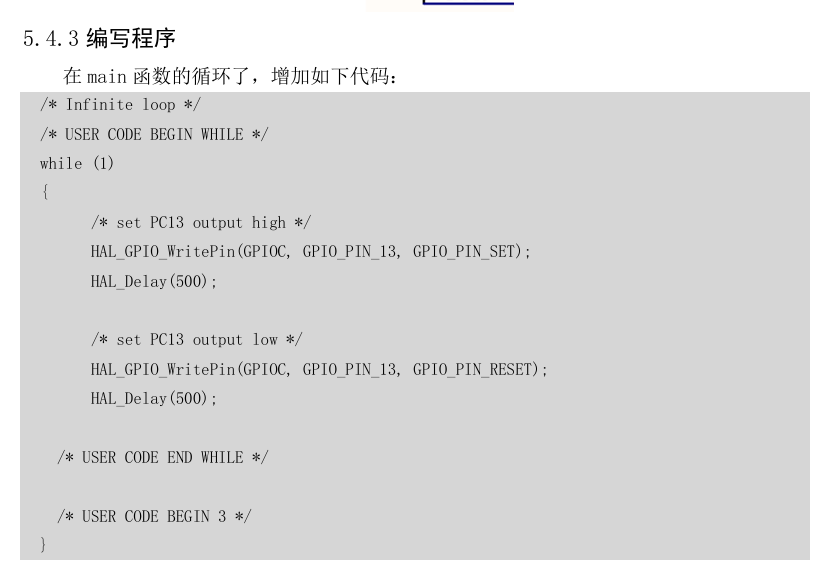 5.4.3 编写程序
在 main 函数的循环了，增加如下代码：
/* Infinite loop */
/* USER CODE BEGIN WHILE */
while (1)
{
/* set PC13 output high */
HAL_GPIO_WritePin(GPIOC, GPIO_PIN_13, GPIO_PIN_SET);
HAL_Delay(500);
/* set PC13 output low */
HAL_GPIO_WritePin(GPIOC, GPIO_PIN_13, GPIO_PIN_RESET);
HAL_Delay(500);
/* USER CODE END WHILE */
/* USER CODE BEGIN 3 */
}